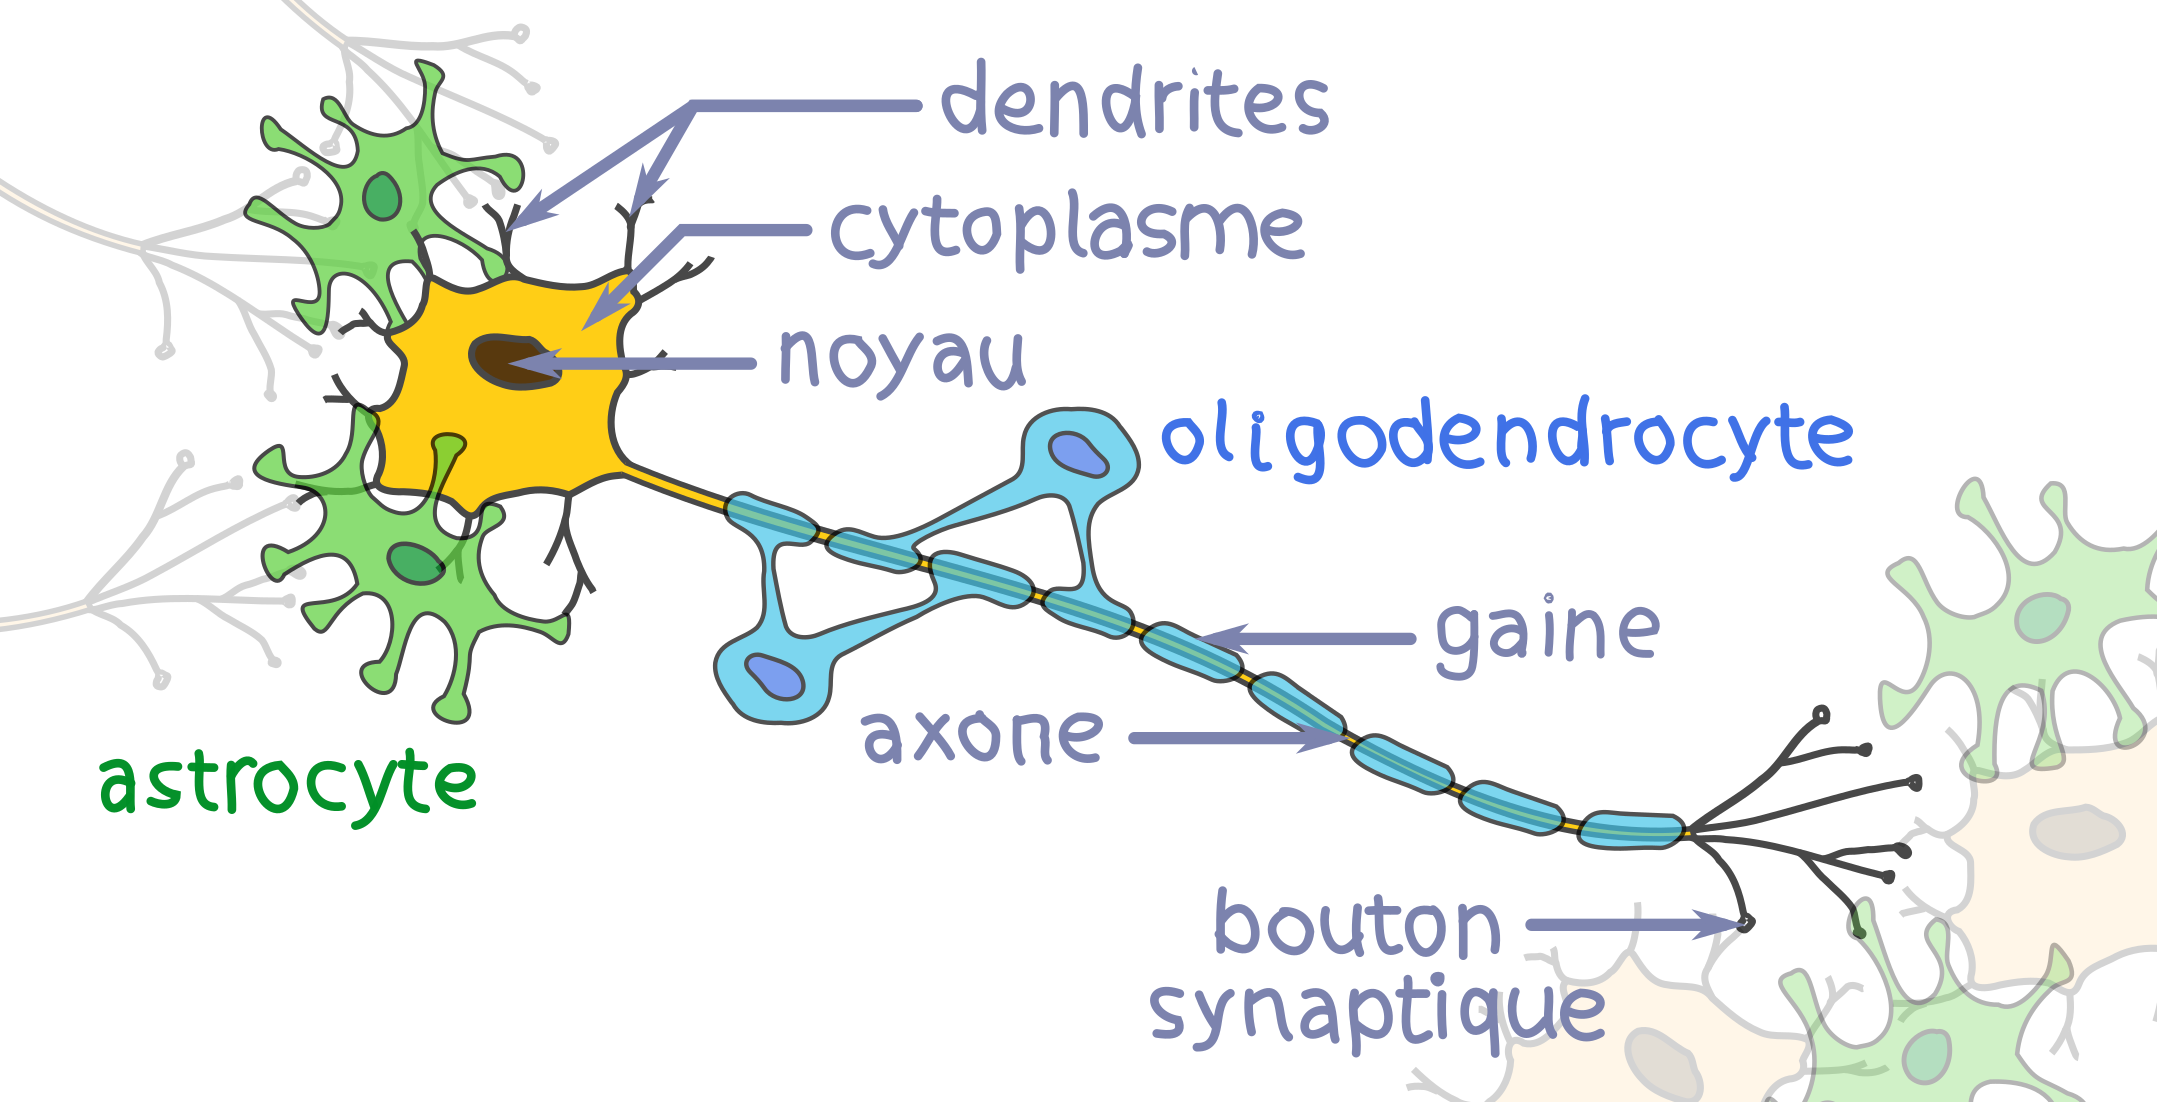 dendrites
cytoplasme
noyau
oligodendrocyte
gaine
axone
astrocyte
bouton
synaptique